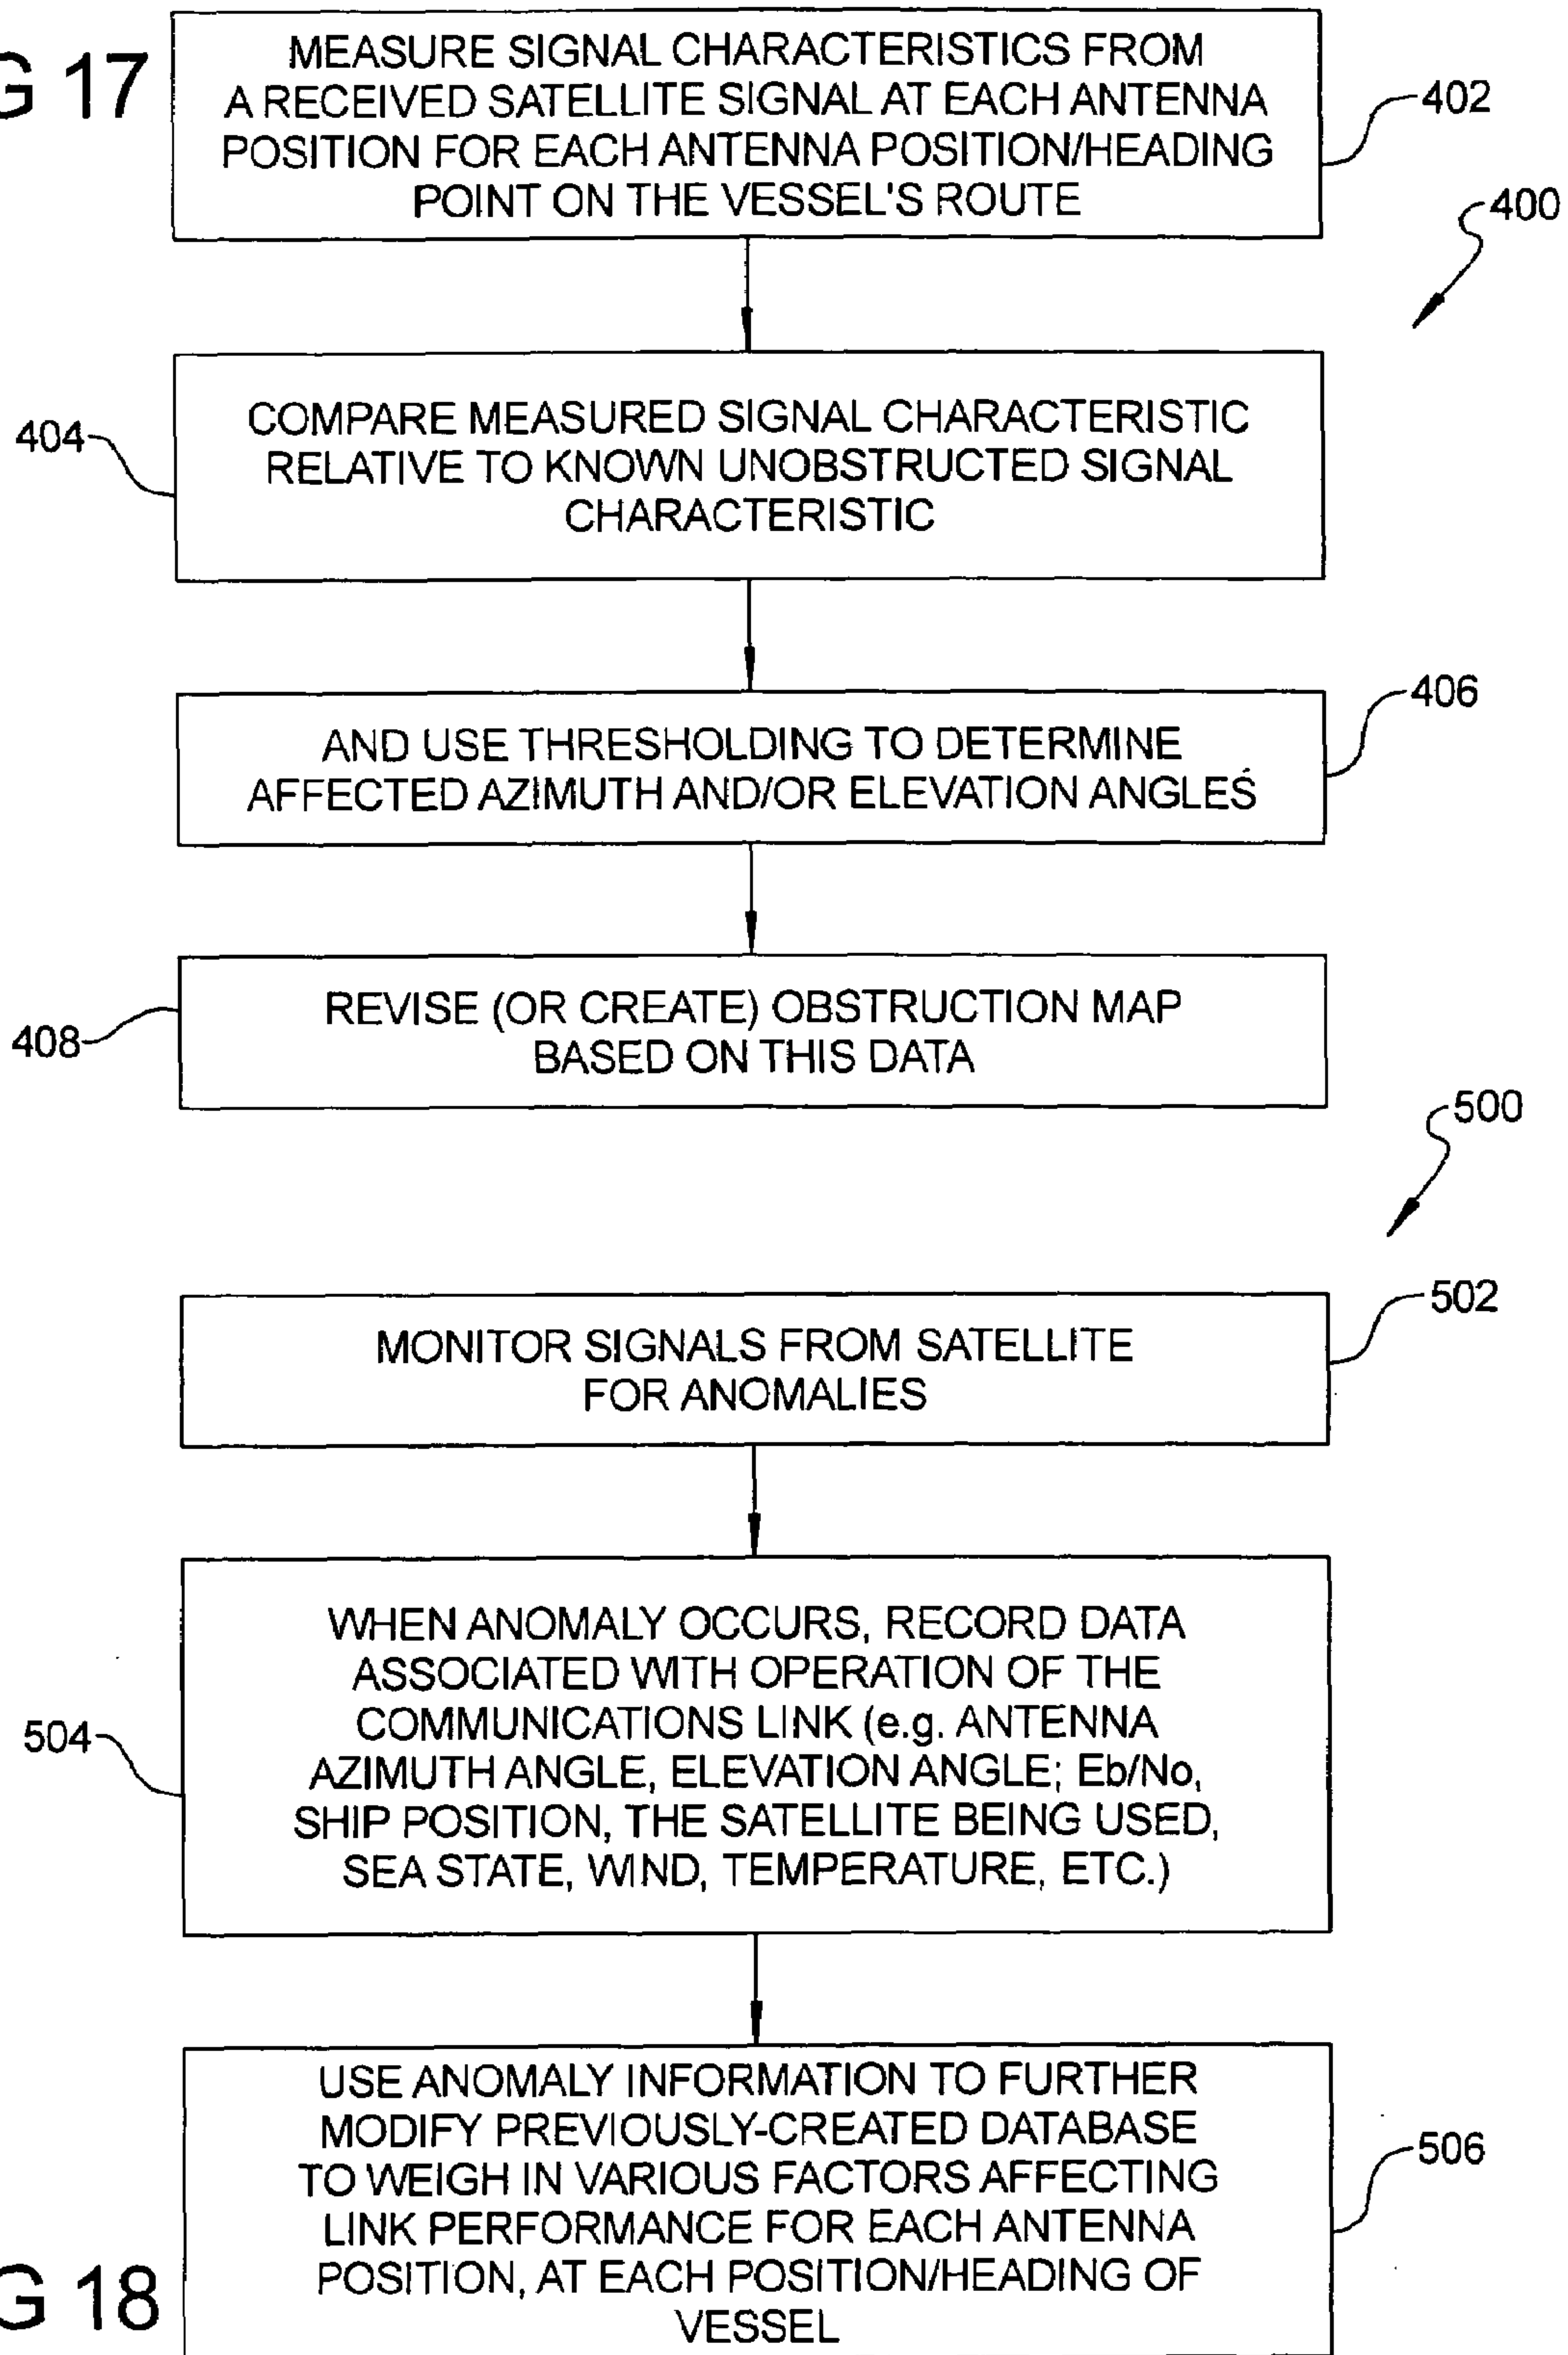 G 17
MEASURE SIGNAL CHARACTERISTICS FROM
A RECEIVED SATELLITE SIGNAL AT EACH ANTENNA
POSITION FOR EACH ANTENNA POSITION/HEADING
POINT ON THE VESSEL'S ROUTE
402
400
404
COMPARE MEASURED SIGNAL CHARACTERISTIC
RELATIVE TO KNOWN UNOBSTRUCTED SIGNAL
CHARACTERISTIC
406
AND USE THRESHOLDING TO DETERMINE
AFFECTED AZIMUTH AND/OR ELEVATION ANGLES
408
REVISE (OR CREATE) OBSTRUCTION MAP
BASED ON THIS DATA
500
502
MONITOR SIGNALS FROM SATELLITE
FOR ANOMALIES
504
WHEN ANOMALY OCCURS, RECORD DATA
ASSOCIATED WITH OPERATION OF THE
COMMUNICATIONS LINK (e.g. ANTENNA
AZIMUTH ANGLE, ELEVATION ANGLE; Eb/No,
SHIP POSITION, THE SATELLITE BEING USED,
SEA STATE, WIND, TEMPERATURE, ETC.)
USE ANOMALY INFORMATION TO FURTHER
MODIFY PREVIOUSLY-CREATED DATABASE
TO WEIGH IN VARIOUS FACTORS AFFECTING
LINK PERFORMANCE FOR EACH ANTENNA
POSITION, AT EACH POSITION/HEADING OF
VESSEL
506
G 18